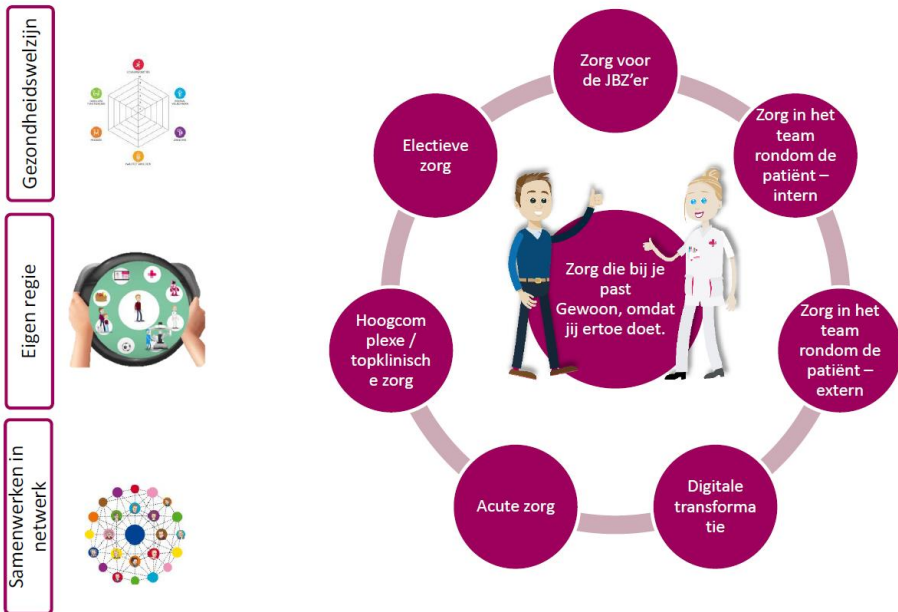 Gezondheidswelzijn
Eigen regie
Samenwerken in
netwerk
Zorg voor
de JBZ'er
Zorg in het
team
rondom de
patiënt –
intern
Zorg in het
team
rondom de
patiënt –
extern
Digitale
transforma
tie
Acute zorg
Hoogcom
plexe /
topklinisch
e zorg
Electieve
zorg
Zorg die bij je
past
Gewoon, omdat
jij ertoe doet.